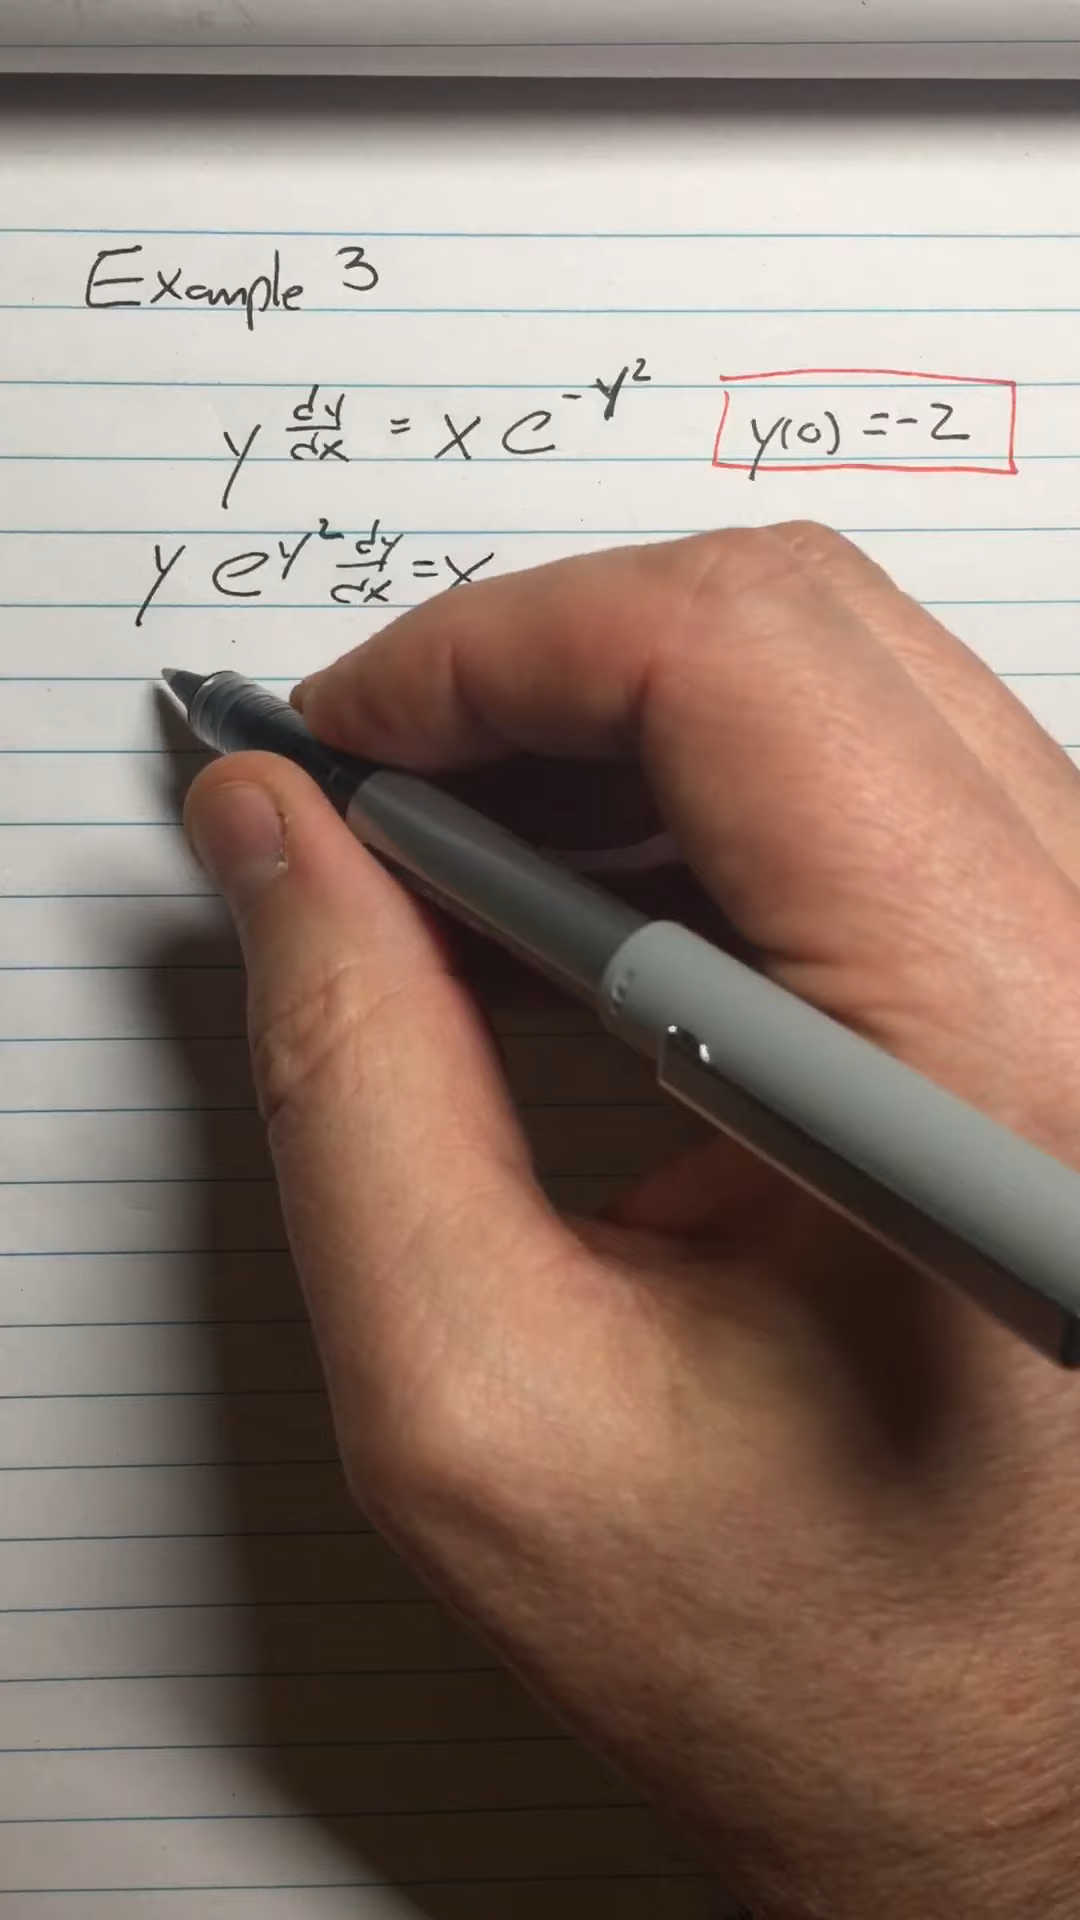 Example 3
y dy/dx = x e^-y² y(0) = -2
y e^y² dy/dx = x